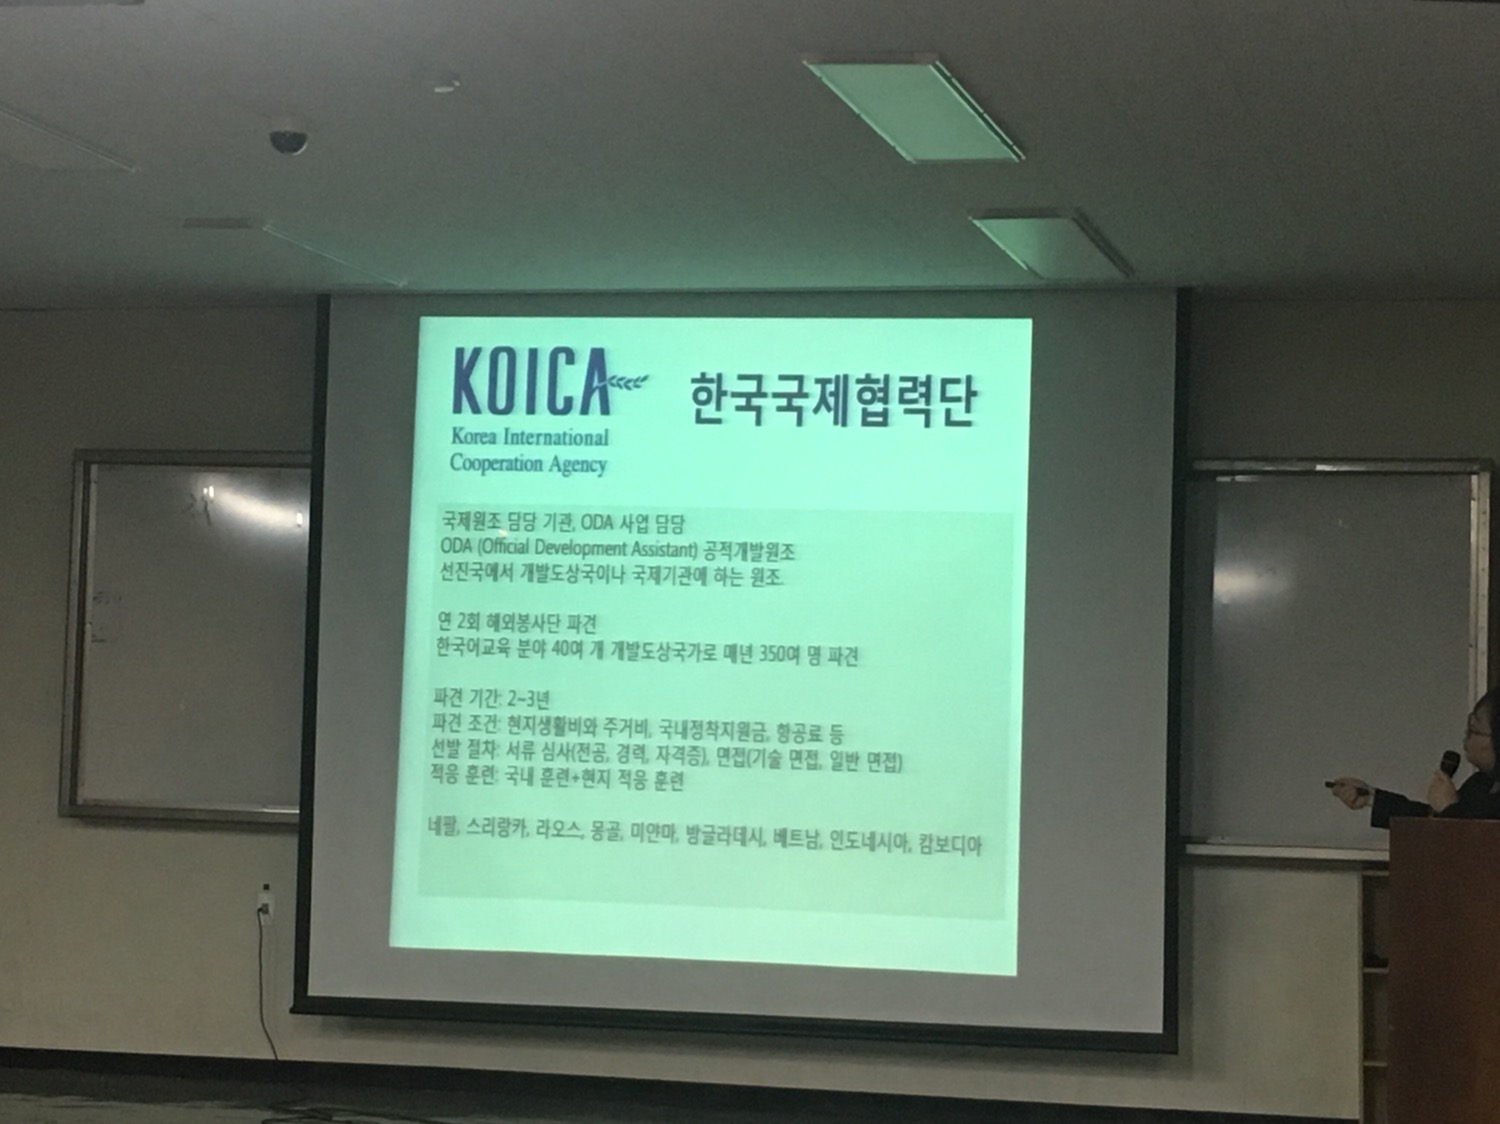 KOICA
Korea International
Cooperation Agency
한국국제협력단
국제원조 담당 기관, ODA 사업 담당
ODA (Official Development Assistant) 공적개발원조
선진국에서 개발도상국이나 국제기관에 하는 원조
연 2회 해외봉사단 파견
한국어교육 분야 40여 개 개발도상국가로 매년 350여 명 파견
파견 기간: 2~3년
파견 조건: 현지생활비와 주거비, 국내정착지원금, 항공료 등
선발 절차: 서류 심사(전공, 경력, 자격증), 면접(기술 면접, 일반 면접)
적응 훈련: 국내 훈련+현지 적응 훈련
네팔, 스리랑카, 라오스, 몽골, 미얀마, 방글라데시, 베트남, 인도네시아, 캄보디아